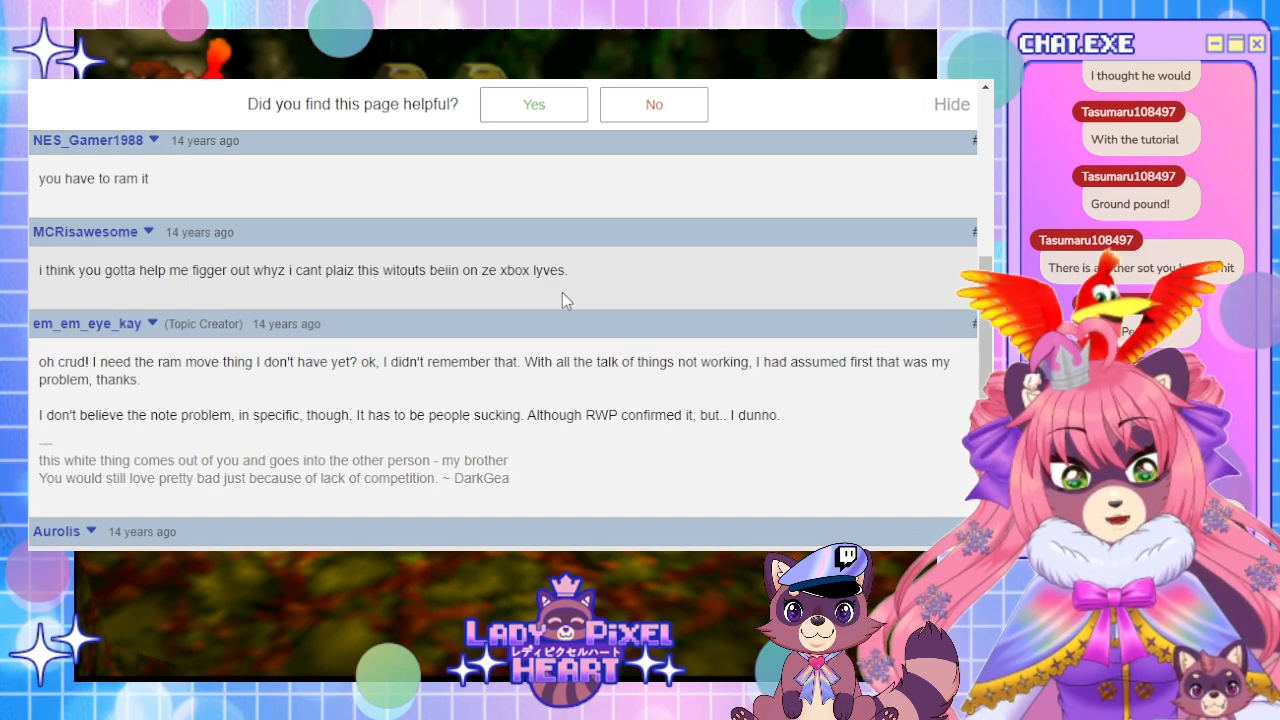 CHAT.EXE
I thought he would
Tasumaru108497
With the tutorial
Tasumaru108497
Ground pound!
Tasumaru108497
There is a
sot you
hit
Did you find this page helpful?
Yes
No
Hide
NES_Gamer1988 14 years ago #
you have to ram it
MCRisawesome 14 years ago #
i think you gotta help me figger out whyz i cant plaiz this witouts beiin on ze xbox lyves.
em_em_eye_kay (Topic Creator) 14 years ago #
oh crud! I need the ram move thing I don't have yet? ok, I didn't remember that. With all the talk of things not working, I had assumed first that was my
problem, thanks.
I don't believe the note problem, in specific, though. It has to be people sucking. Although RWP confirmed it, but.. I dunno.
---
this white thing comes out of you and goes into the other person - my brother
You would still love pretty bad just because of lack of competition. ~ DarkGea
Aurolis 14 years ago
LADY PIXEL
レディピクセルハート
HEART